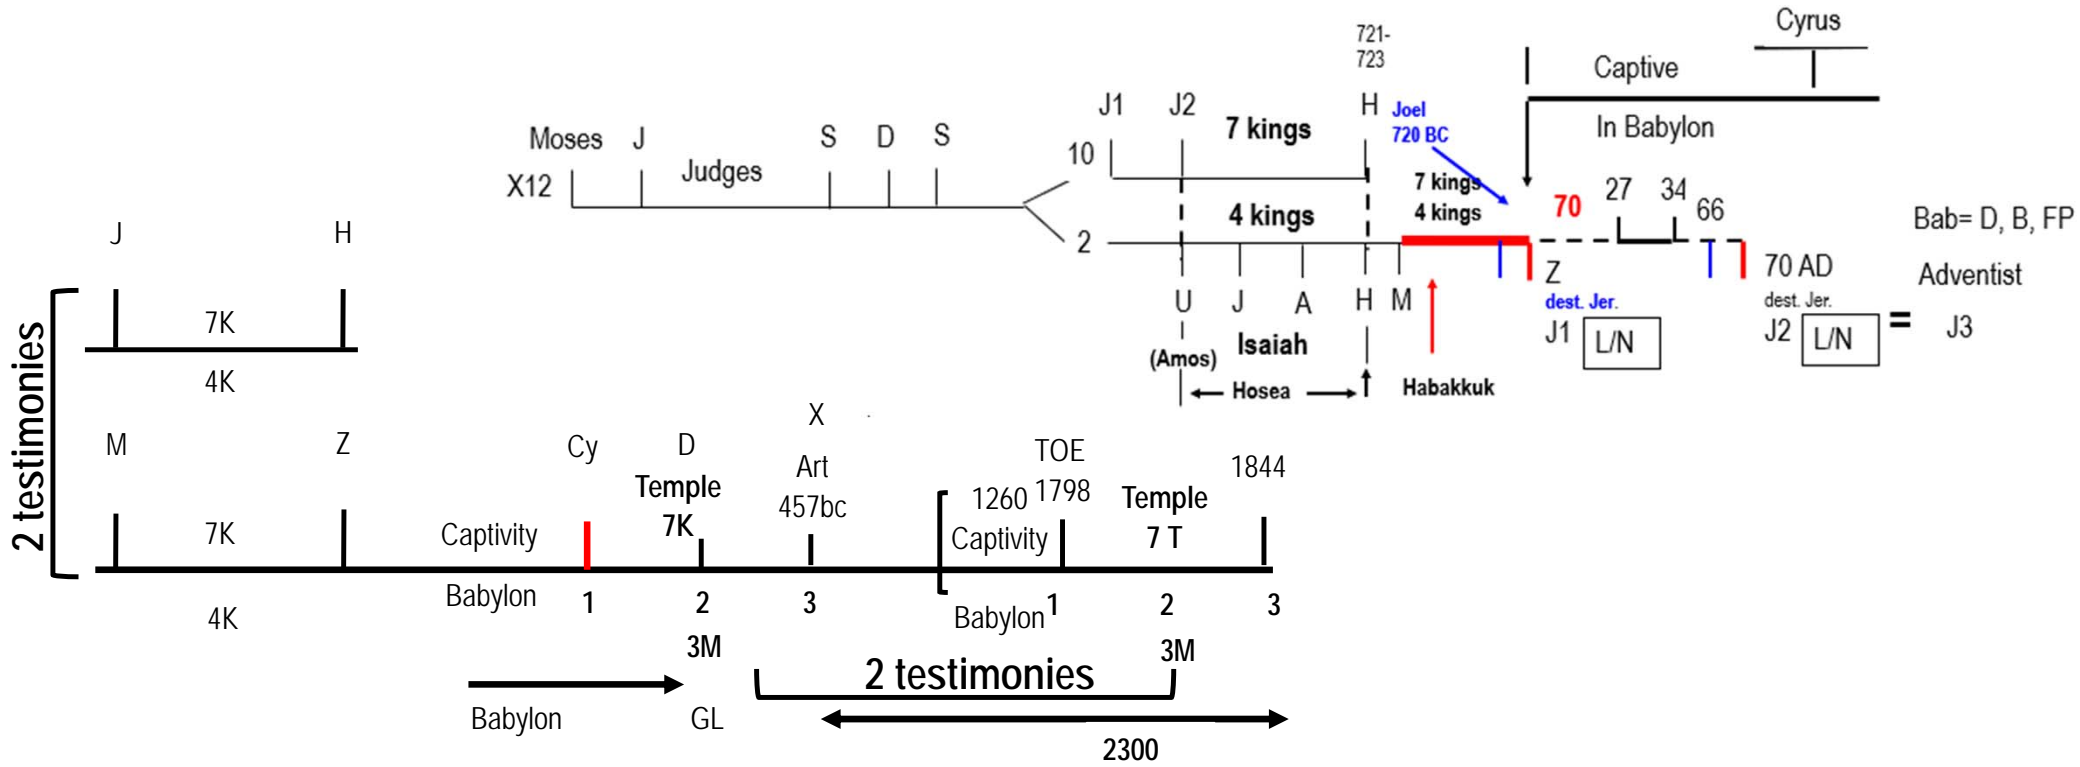 Cyrus
721-
723
Captive
J1
J2
H
Joel
720 BC
7 kings
In Babylon
Moses
J
S
D
S
10
Judges
X12
7 kings
4 kings
4 kings
70
27
34
66
2
Bab= D, B, FP
Adventist
U
J
A
H
M
Z
dest. Jer.
J1
L/N
70 AD
dest. Jer.
J2
L/N
=
J3
(Amos)
Isaiah
Hosea
Habakkuk
2 testimonies
J
H
7K
4K
M
Z
7K
4K
Captivity
Babylon
Cy
1
D
Temple
7K
2
3M
X
Art
457bc
3
1260
Captivity
Babylon
TOE
1798
1
Temple
7 T
2
3M
1844
3
2 testimonies
Babylon
GL
2300